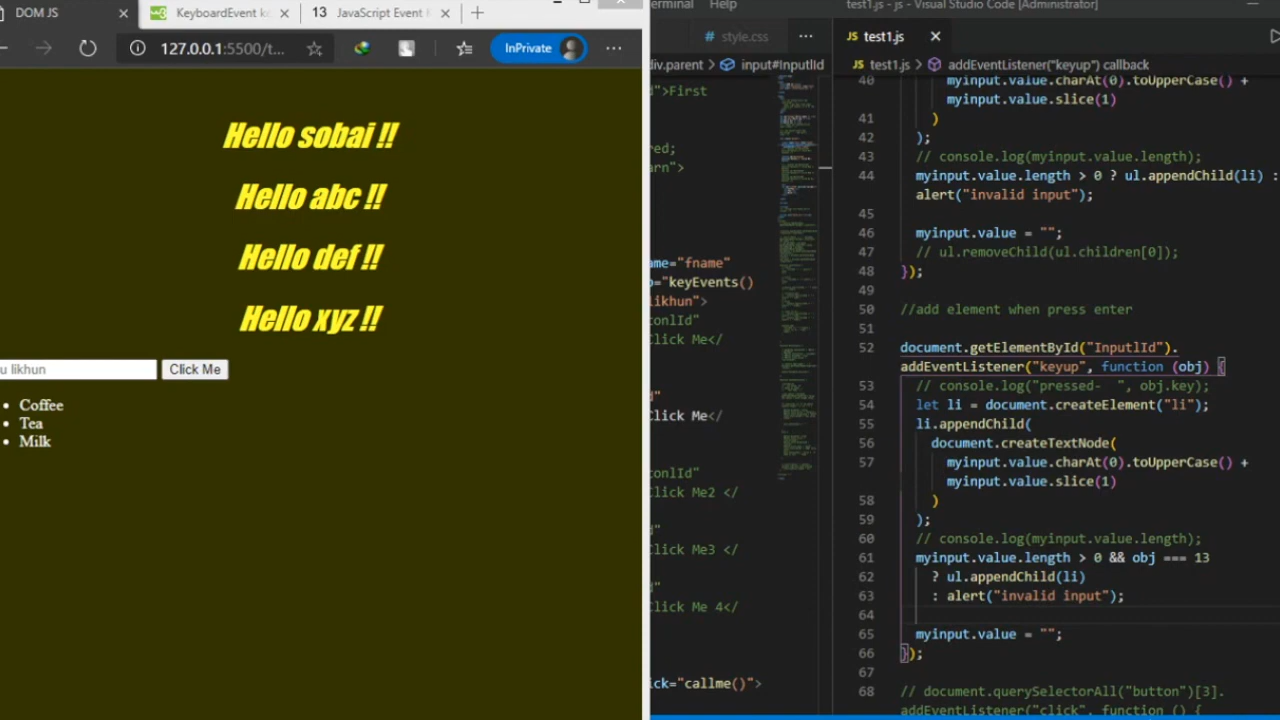 DOM JS
KeyboardEvent k
13 JavaScript Event
127.0.0.1:5500/t...
InPrivate
Hello sobai !!
Hello abc !!
Hello def !!
Hello xyz !!
u likhun
Click Me
Coffee
Tea
Milk
erminal Help
test1.js - js - Visual Studio Code [Administrator]
# style.css ...
JS test1.js
div.parent > input#InputlId
JS test1.js > addEventListener("keyup") callback
d">First
red;
arn">
ame="fname"
p="keyEvents()
likhun">
tonlId"
Click Me</
d"
Click Me</
tonlId"
Click Me2 </
d"
Click Me3 </
d"
Click Me 4</
ick="callme()">
40 myinput.value.charAt(0).toUpperCase() +
myinput.value.slice(1)
41 )
42 );
43 // console.log(myinput.value.length);
44 myinput.value.length > 0 ? ul.appendChild(li) :
alert("invalid input");
45
46 myinput.value = "";
47 // ul.removeChild(ul.children[0]);
48 });
49
50 //add element when press enter
51
52 document.getElementById("InputlId").
addEventListener("keyup", function (obj) {
53 // console.log("pressed- ", obj.key);
54 let li = document.createElement("li");
55 li.appendChild(
56 document.createTextNode(
57 myinput.value.charAt(0).toUpperCase() +
myinput.value.slice(1)
58 )
59 );
60 // console.log(myinput.value.length);
61 myinput.value.length > 0 && obj === 13
62 ? ul.appendChild(li)
63 : alert("invalid input");
64
65 myinput.value = "";
66 });
67
68 // document.querySelectorAll("button")[3].
addEventListener("click", function () {